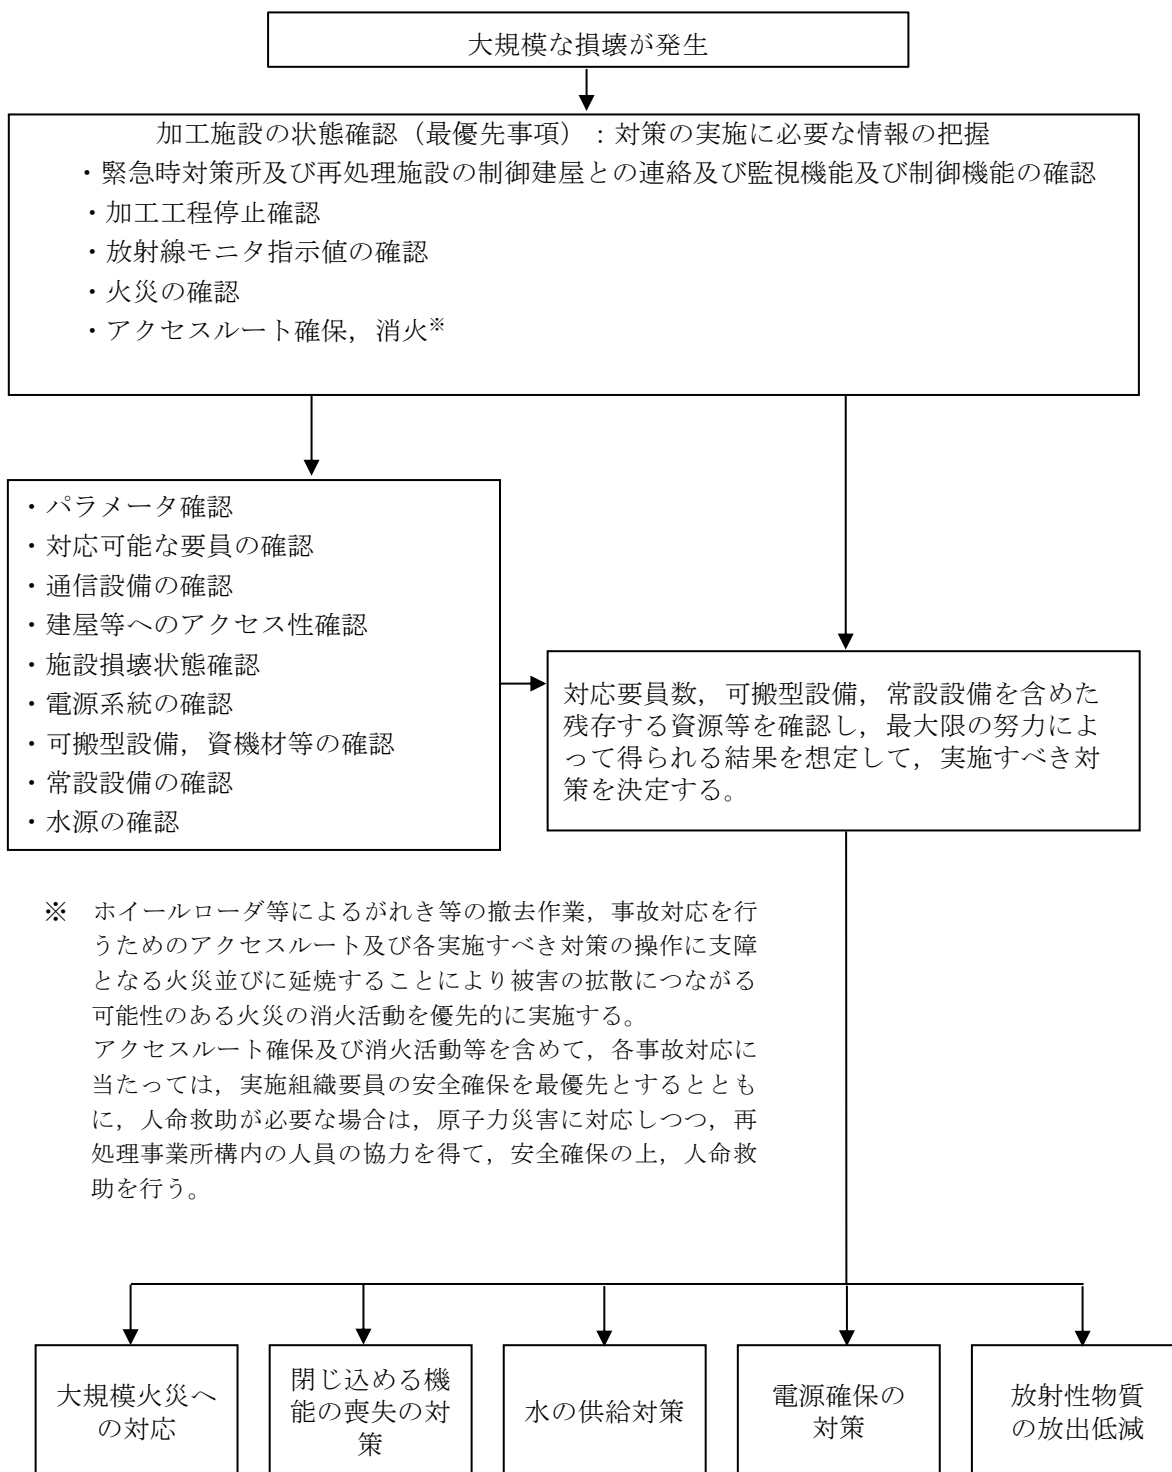 大規模な損壊が発生
加工施設の状態確認（最優先事項）：対策の実施に必要な情報の把握
・緊急時対策所及び再処理施設の制御建屋との連絡及び監視機能及び制御機能の確認
・加工工程停止確認
・放射線モニタ指示値の確認
・火災の確認
・アクセスルート確保，消火※
・パラメータ確認
・対応可能な要員の確認
・通信設備の確認
・建屋等へのアクセス性確認
・施設損壊状態確認
・電源系統の確認
・可搬型設備，資機材等の確認
・常設設備の確認
・水源の確認
対応要員数，可搬型設備，常設設備を含めた
残存する資源等を確認し，最大限の努力によ
って得られる結果を想定して，実施すべき対
策を決定する。
※　ホイールローダ等によるがれき等の撤去作業，事故対応を行
うためのアクセスルート及び各実施すべき対策の操作に支障
となる火災並びに延焼することにより被害の拡散につながる
可能性のある火災の消火活動を優先的に実施する。
アクセスルート確保及び消火活動等を含めて，各事故対応に
当たっては，実施組織要員の安全確保を最優先とするととも
に，人命救助が必要な場合は，原子力災害に対応しつつ，再
処理事業所構内の人員の協力を得て，安全確保の上，人命救
助を行う。
大規模火災へ
の対応
閉じ込める機
能の喪失の対
策
水の供給対策
電源確保の
対策
放射性物質
の放出低減